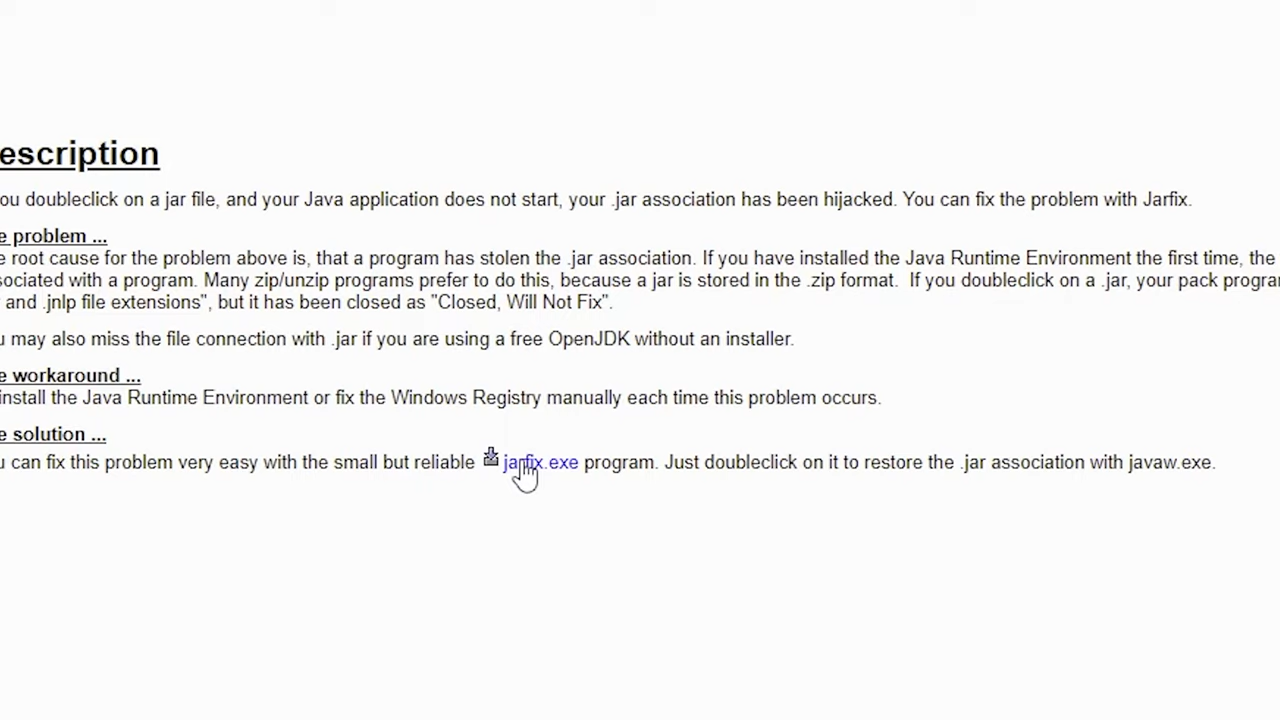 escription
ou doubleclick on a jar file, and your Java application does not start, your .jar association has been hijacked. You can fix the problem with Jarfix.
e problem ...
e root cause for the problem above is, that a program has stolen the .jar association. If you have installed the Java Runtime Environment the first time, the
sociated with a program. Many zip/unzip programs prefer to do this, because a jar is stored in the .zip format. If you doubleclick on a .jar, your pack progra
and .jnlp file extensions", but it has been closed as "Closed, Will Not Fix".
u may also miss the file connection with .jar if you are using a free OpenJDK without an installer.
e workaround ...
install the Java Runtime Environment or fix the Windows Registry manually each time this problem occurs.
e solution ...
u can fix this problem very easy with the small but reliable jarfix.exe program. Just doubleclick on it to restore the .jar association with javaw.exe.